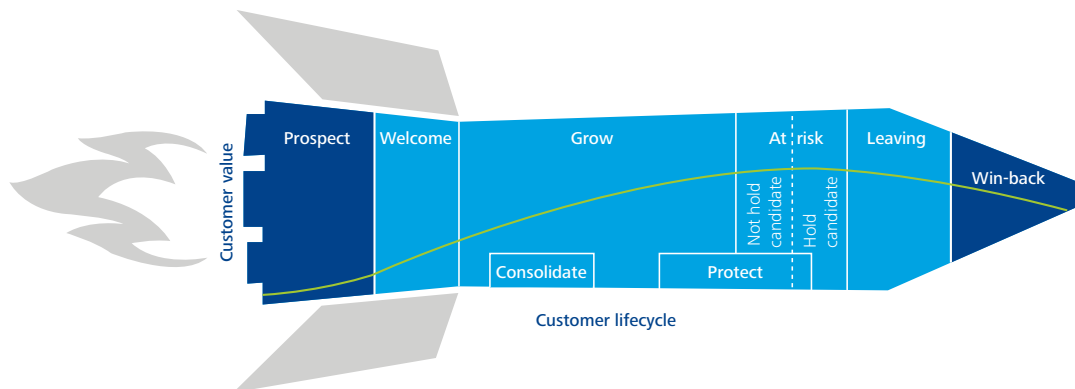 Customer value
Prospect
Welcome
Grow
At risk
Leaving
Win-back
Not hold
candidate
Hold
candidate
Consolidate
Protect
Customer lifecycle